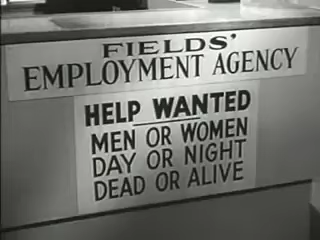 FIELDS'
EMPLOYMENT AGENCY
HELP WANTED
MEN OR WOMEN
DAY OR NIGHT
DEAD OR ALIVE